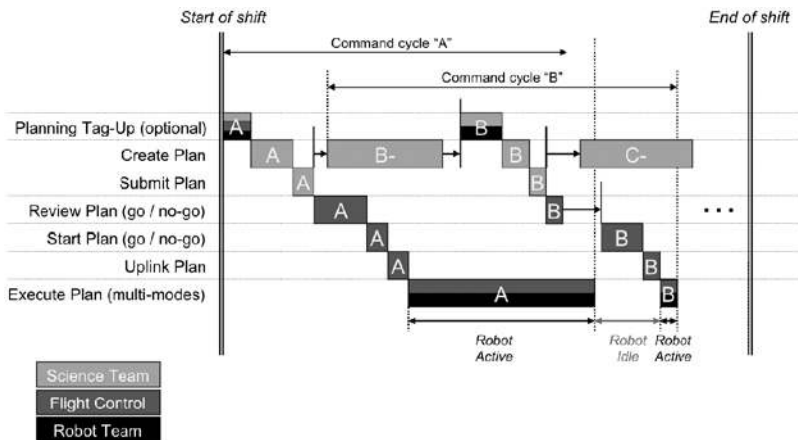 Start of shift
End of shift
Command cycle “A”
Command cycle “B”
Planning Tag-Up (optional)
A
B
Create Plan
A
B-
B
C-
Submit Plan
A
B
Review Plan (go / no-go)
A
B
...
Start Plan (go / no-go)
A
B
Uplink Plan
A
B
Execute Plan (multi-modes)
A
B
Robot
Active
Robot
Idle
Robot
Active
Science Team
Flight Control
Robot Team